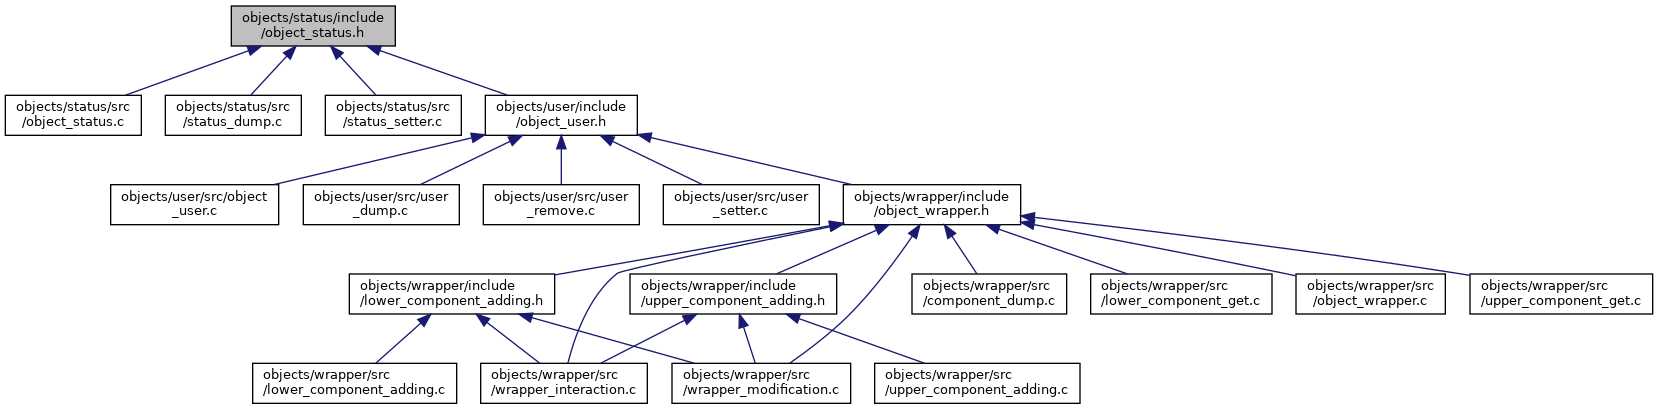 objects/status/include
/object_status.h
objects/status/src
/object_status.c
objects/status/src
/status_dump.c
objects/status/src
/status_setter.c
objects/user/include
/object_user.h
objects/user/src/object
_user.c
objects/user/src/user
_dump.c
objects/user/src/user
_remove.c
objects/user/src/user
_setter.c
objects/wrapper/include
/object_wrapper.h
objects/wrapper/include
/lower_component_adding.h
objects/wrapper/include
/upper_component_adding.h
objects/wrapper/src
/component_dump.c
objects/wrapper/src
/lower_component_get.c
objects/wrapper/src
/object_wrapper.c
objects/wrapper/src
/upper_component_get.c
objects/wrapper/src
/lower_component_adding.c
objects/wrapper/src
/wrapper_interaction.c
objects/wrapper/src
/wrapper_modification.c
objects/wrapper/src
/upper_component_adding.c